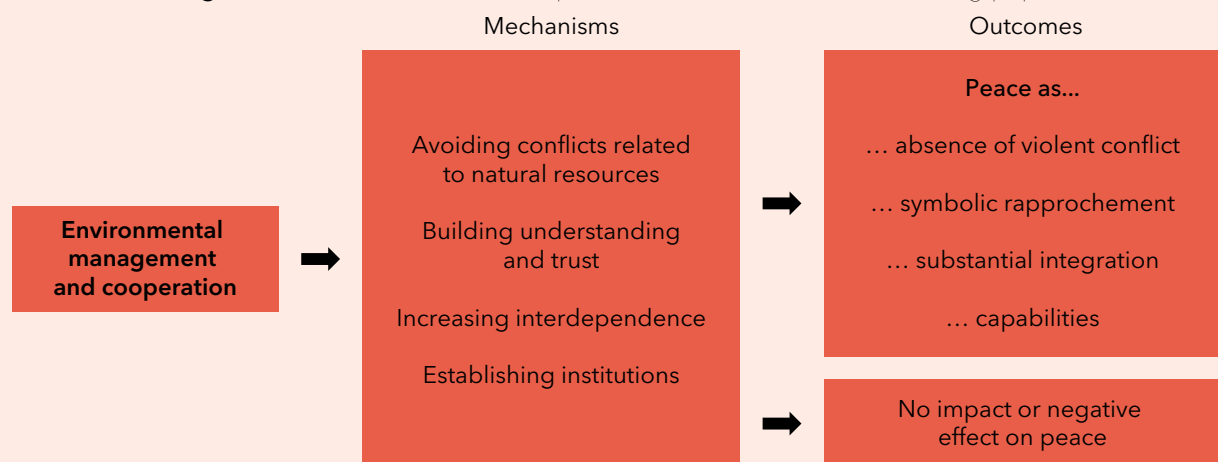 Mechanisms
Outcomes
Environmental
management
and cooperation
Avoiding conflicts related
to natural resources
Building understanding
and trust
Increasing interdependence
Establishing institutions
Peace as...
… absence of violent conflict
… symbolic rapprochement
… substantial integration
… capabilities
No impact or negative
effect on peace